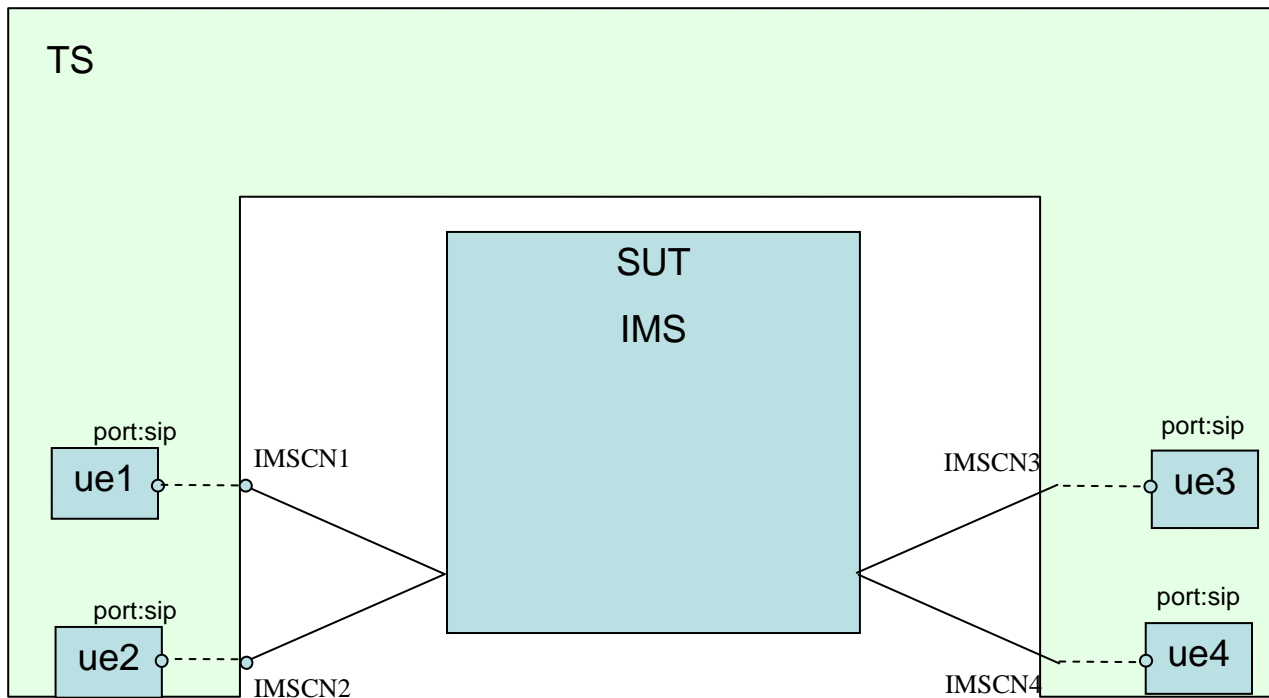 TS
SUT
IMS
port:sip
ue1
IMSCN1
IMSCN3
port:sip
ue3
port:sip
ue2
IMSCN2
IMSCN4
port:sip
ue4